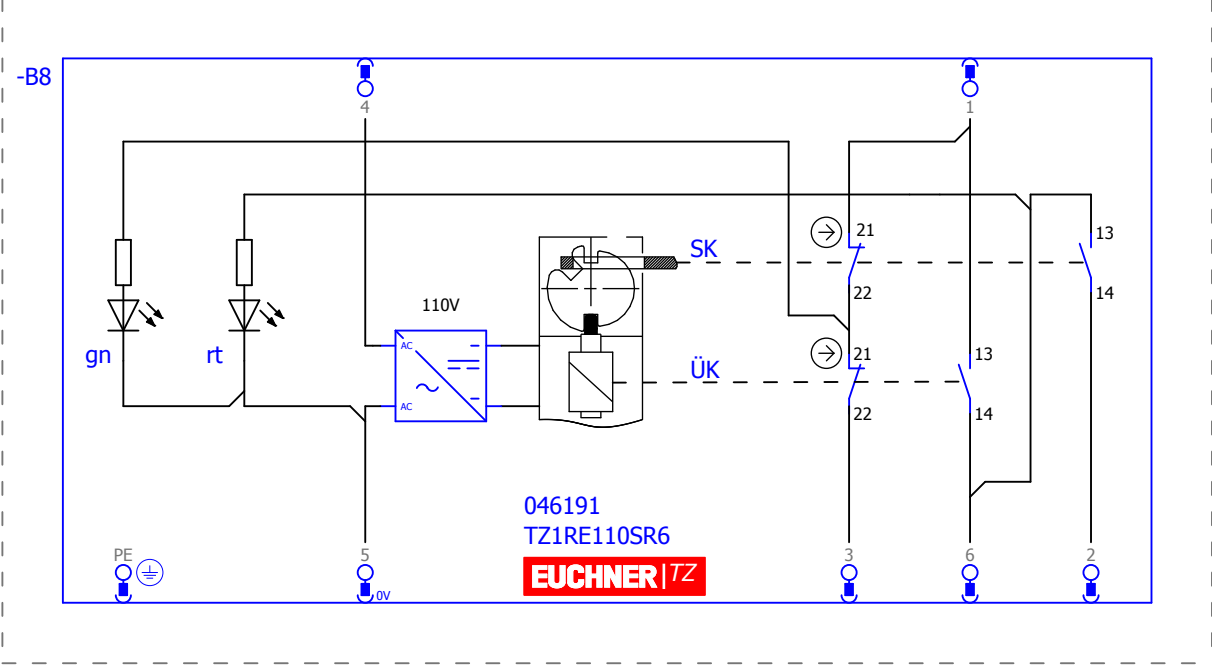 -B8
4
1
21
13
SK
22
14
110V
gn
rt
AC
AC
21
13
ÜK
22
14
046191
TZ1RE110SR6
EUCHNER|TZ
PE
5
3
6
2
0V